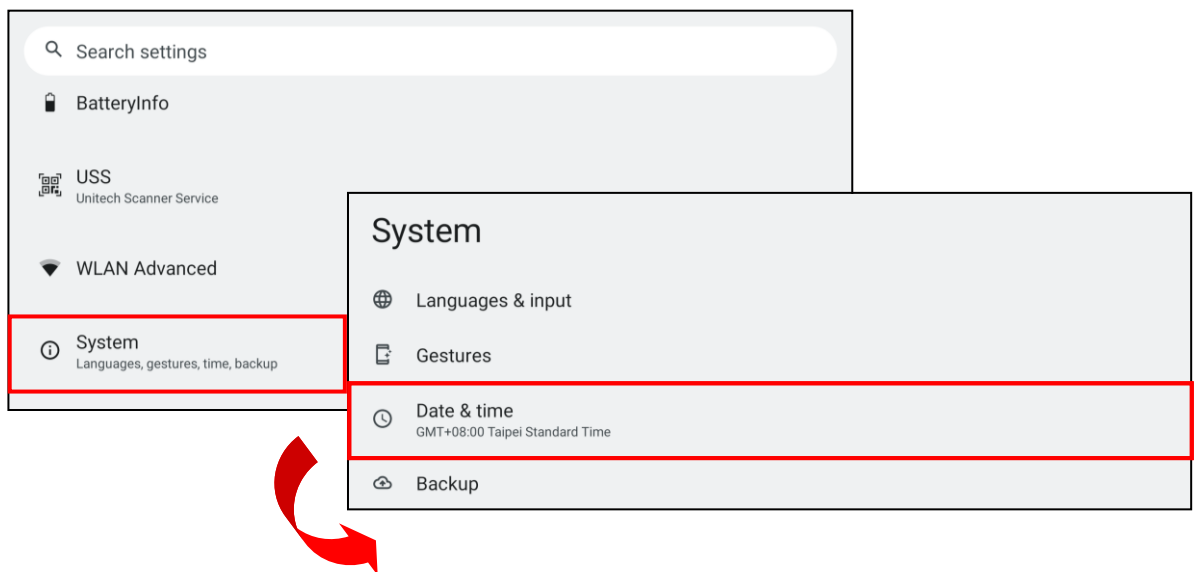 Search settings
BatteryInfo
USS
Unitech Scanner Service
WLAN Advanced
System
Languages, gestures, time, backup
System
Languages & input
Gestures
Date & time
GMT+08:00 Taipei Standard Time
Backup